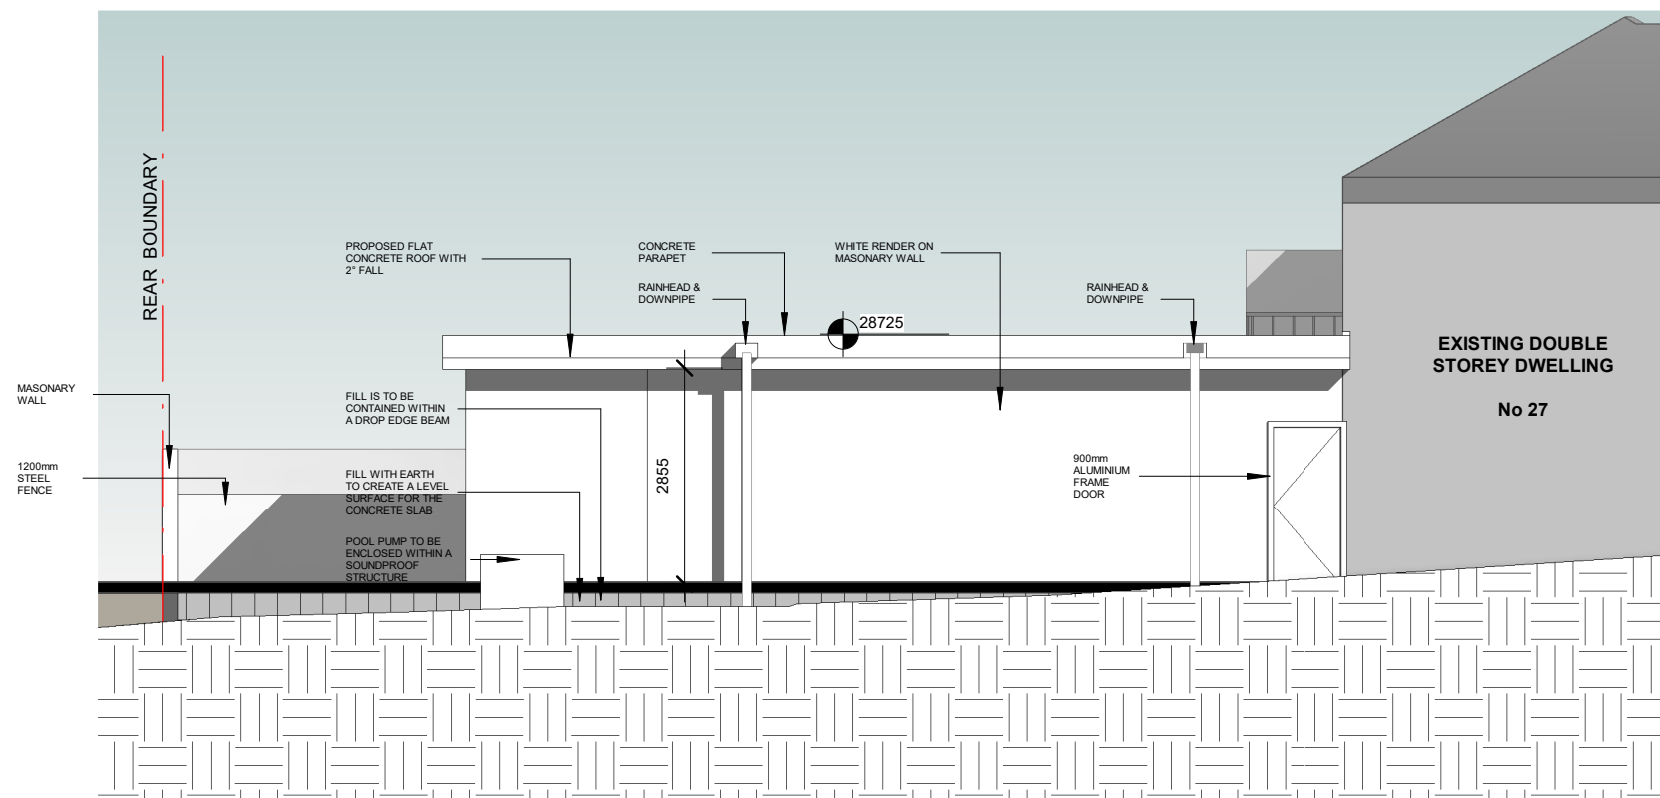 REAR BOUNDARY
PROPOSED FLAT
CONCRETE ROOF WITH
2° FALL
CONCRETE
PARAPET
WHITE RENDER ON
MASONARY WALL
RAINHEAD &
DOWNPIPE
RAINHEAD &
DOWNPIPE
28725
EXISTING DOUBLE
STOREY DWELLING
No 27
MASONARY
WALL
FILL IS TO BE
CONTAINED WITHIN
A DROP EDGE BEAM
1200mm
STEEL
FENCE
FILL WITH EARTH
TO CREATE A LEVEL
SURFACE FOR THE
CONCRETE SLAB
2855
900mm
ALUMINIUM
FRAME
DOOR
POOL PUMP TO BE
ENCLOSED WITHIN A
SOUNDPROOF
STRUCTURE